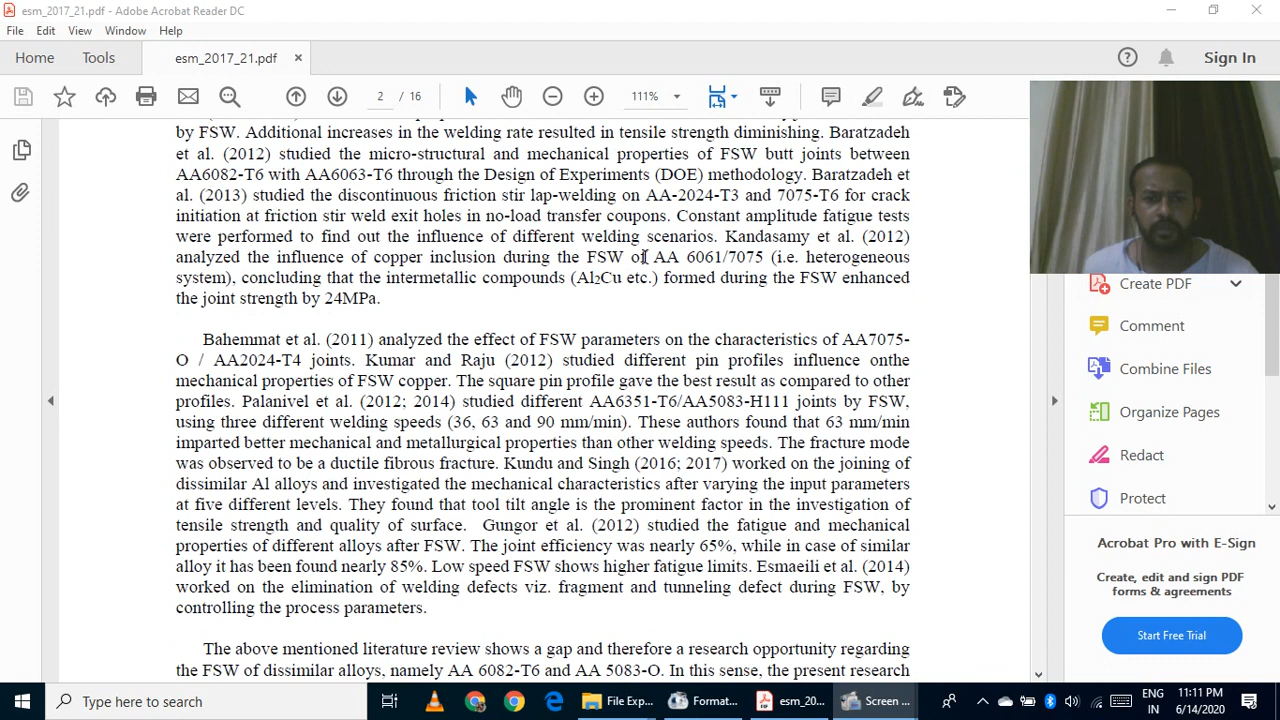 esm_2017_21.pdf - Adobe Acrobat Reader DC
File Edit View Window Help
Home Tools esm_2017_21.pdf × Sign In
2 / 16 111%
by FSW. Additional increases in the welding rate resulted in tensile strength diminishing. Baratzadeh
et al. (2012) studied the micro-structural and mechanical properties of FSW butt joints between
AA6082-T6 with AA6063-T6 through the Design of Experiments (DOE) methodology. Baratzadeh et
al. (2013) studied the discontinuous friction stir lap-welding on AA-2024-T3 and 7075-T6 for crack
initiation at friction stir weld exit holes in no-load transfer coupons. Constant amplitude fatigue tests
were performed to find out the influence of different welding scenarios. Kandasamy et al. (2012)
analyzed the influence of copper inclusion during the FSW of AA 6061/7075 (i.e. heterogeneous
system), concluding that the intermetallic compounds (Al2Cu etc.) formed during the FSW enhanced
the joint strength by 24MPa.
Bahemmat et al. (2011) analyzed the effect of FSW parameters on the characteristics of AA7075-
O / AA2024-T4 joints. Kumar and Raju (2012) studied different pin profiles influence onthe
mechanical properties of FSW copper. The square pin profile gave the best result as compared to other
profiles. Palanivel et al. (2012; 2014) studied different AA6351-T6/AA5083-H111 joints by FSW,
using three different welding speeds (36, 63 and 90 mm/min). These authors found that 63 mm/min
imparted better mechanical and metallurgical properties than other welding speeds. The fracture mode
was observed to be a ductile fibrous fracture. Kundu and Singh (2016; 2017) worked on the joining of
dissimilar Al alloys and investigated the mechanical characteristics after varying the input parameters
at five different levels. They found that tool tilt angle is the prominent factor in the investigation of
tensile strength and quality of surface. Gungor et al. (2012) studied the fatigue and mechanical
properties of different alloys after FSW. The joint efficiency was nearly 65%, while in case of similar
alloy it has been found nearly 85%. Low speed FSW shows higher fatigue limits. Esmaeili et al. (2014)
worked on the elimination of welding defects viz. fragment and tunneling defect during FSW, by
controlling the process parameters.
The above mentioned literature review shows a gap and therefore a research opportunity regarding
the FSW of dissimilar alloys, namely AA 6082-T6 and AA 5083-O. In this sense, the present research
Create PDF
Comment
Combine Files
Organize Pages
Redact
Protect
Acrobat Pro with E-Sign
Create, edit and sign PDF
forms & agreements
Start Free Trial
Type here to search
File Exp...
Format...
esm_20...
Screen ...
ENG
IN
11:11 PM
6/14/2020